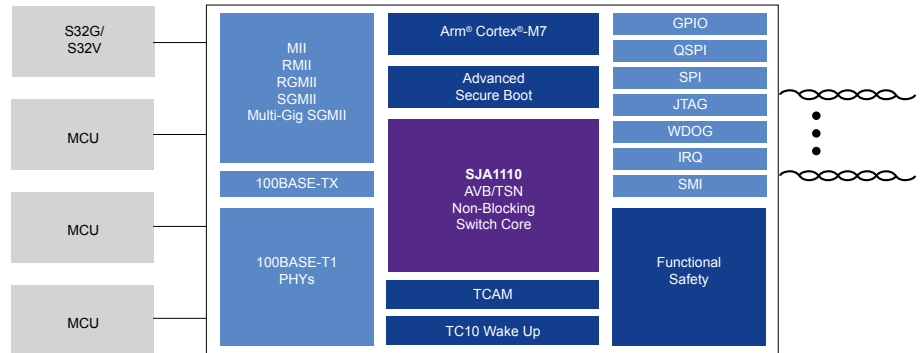 S32G/
S32V
MCU
MCU
MCU
MII
RMII
RGMII
SGMII
Multi-Gig SGMII
100BASE-TX
100BASE-T1
PHYs
Arm® Cortex®-M7
Advanced
Secure Boot
SJA1110
AVB/TSN
Non-Blocking
Switch Core
TCAM
TC10 Wake Up
GPIO
QSPI
SPI
JTAG
WDOG
IRQ
SMI
Functional
Safety